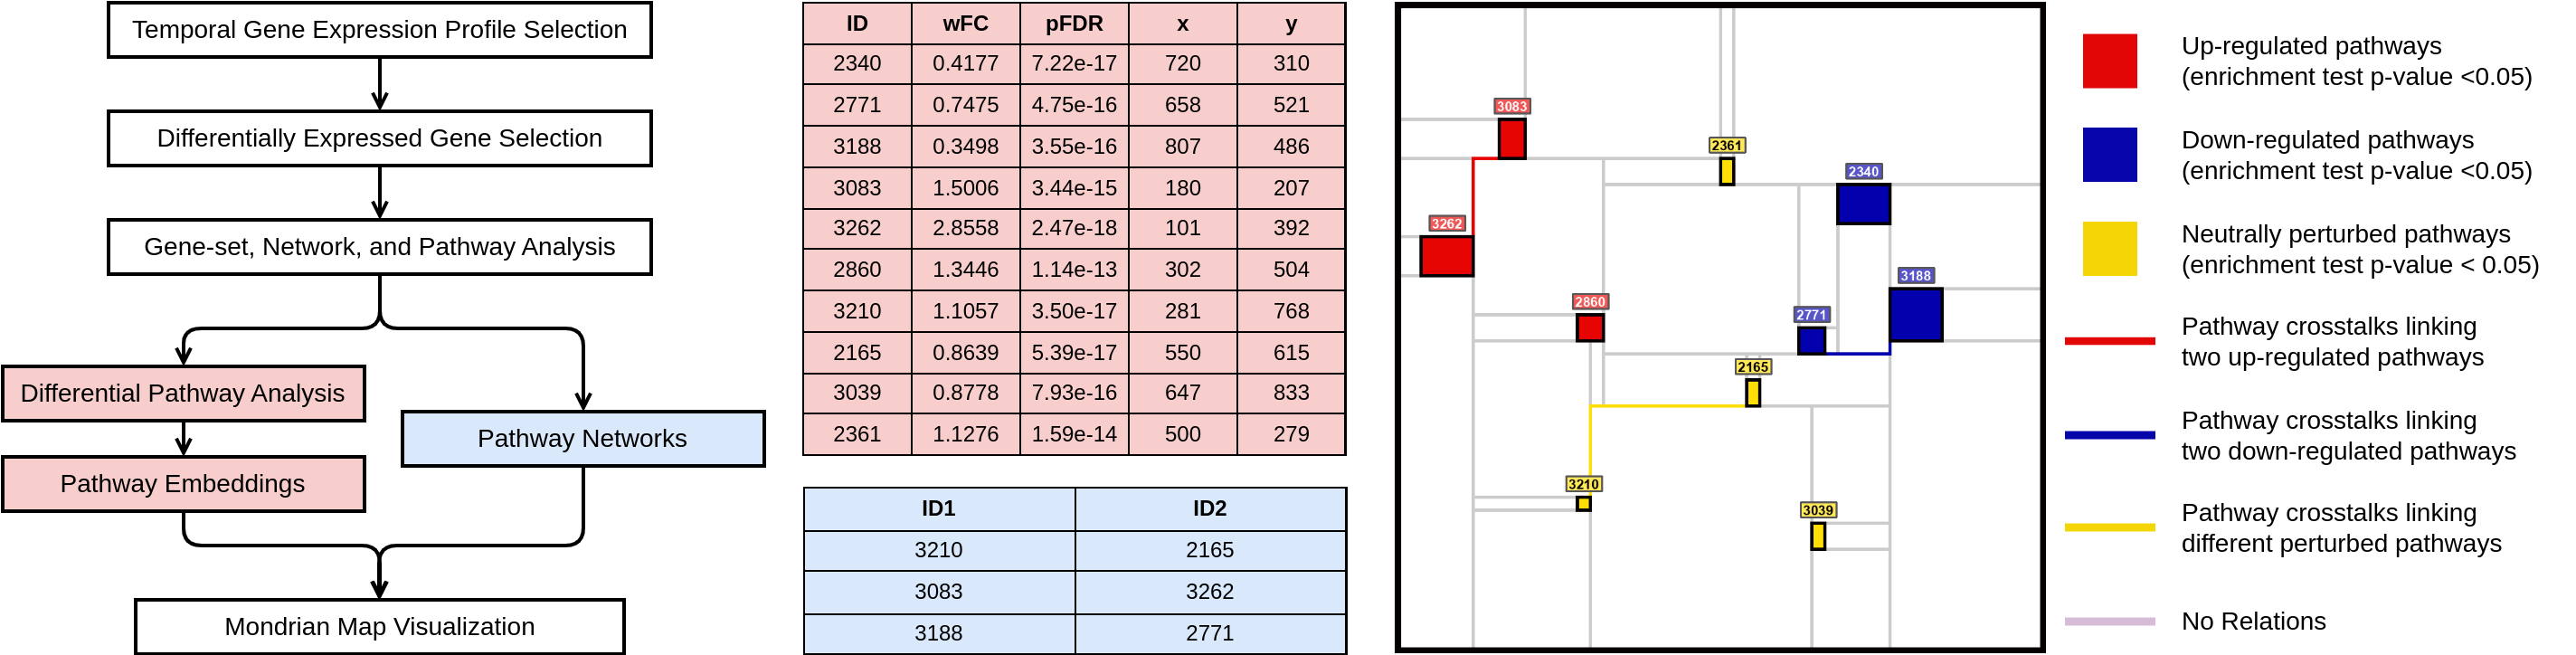 Temporal Gene Expression Profile Selection
Differentially Expressed Gene Selection
Gene-set, Network, and Pathway Analysis
Differential Pathway Analysis
Pathway Networks
Pathway Embeddings
Mondrian Map Visualization
ID wFC pFDR x y
2340 0.4177 7.22e-17 720 310
2771 0.7475 4.75e-16 658 521
3188 0.3498 3.55e-16 807 486
3083 1.5006 3.44e-15 180 207
3262 2.8558 2.47e-18 101 392
2860 1.3446 1.14e-13 302 504
3210 1.1057 3.50e-17 281 768
2165 0.8639 5.39e-17 550 615
3039 0.8778 7.93e-16 647 833
2361 1.1276 1.59e-14 500 279
ID1 ID2
3210 2165
3083 3262
3188 2771
3083
2361
2340
3262
3188
2860
2771
2165
3210
3039
Up-regulated pathways
(enrichment test p-value <0.05)
Down-regulated pathways
(enrichment test p-value <0.05)
Neutrally perturbed pathways
(enrichment test p-value < 0.05)
Pathway crosstalks linking
two up-regulated pathways
Pathway crosstalks linking
two down-regulated pathways
Pathway crosstalks linking
different perturbed pathways
No Relations